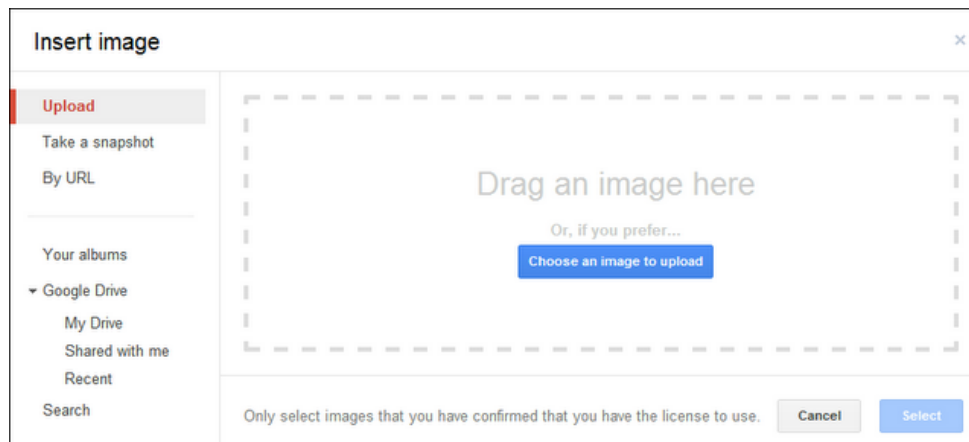 Insert image
Upload
Take a snapshot
By URL
Your albums
Google Drive
My Drive
Shared with me
Recent
Search
Drag an image here
Or, if you prefer...
Choose an image to upload
Only select images that you have confirmed that you have the license to use.
Cancel
Select